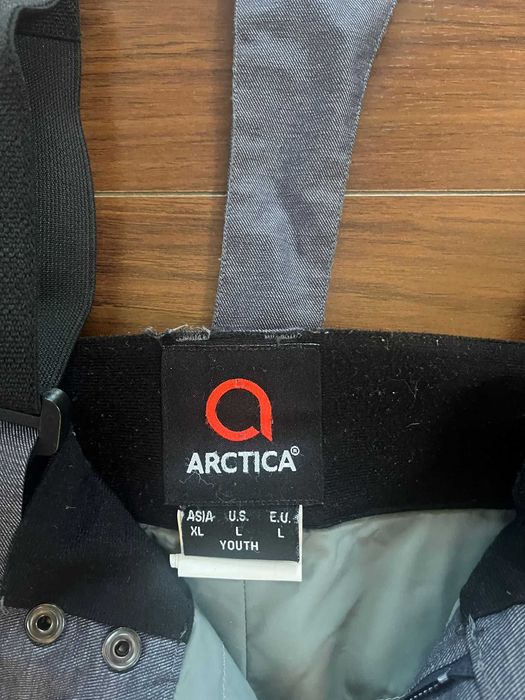 ARCTICA®
ASIA U.S. E.U.
XL L L
YOUTH